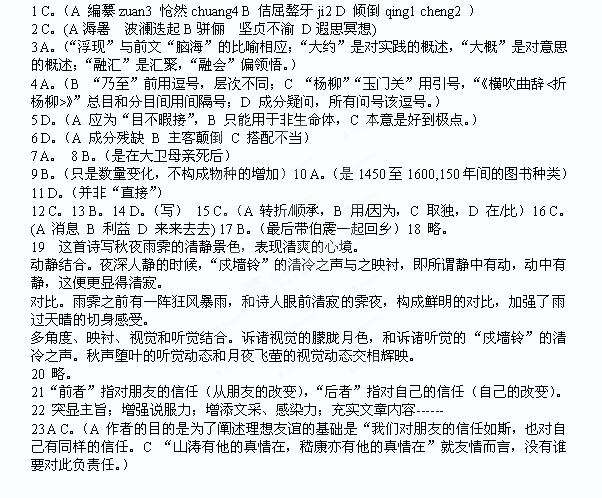 1 C。（A 编纂 zuan3 怆然 chuang4 B 佶屈聱牙 ji2 D 倾倒 qing1 cheng2 ）
2 C。(A 溽暑　波澜迭起 B 骈俪　坚贞不渝 D 遐思冥想)
3 A。（“浮现”与前文“脑海”的比喻相应；“大约”是对实践的概述，“大概”是对意思
的概述；“融汇”是汇聚，“融会”偏领悟。）
4 A。（B “乃至”前用逗号，层次不同；C “杨柳”“玉门关”用引号，“《横吹曲辞<折
杨柳>》”总目和分目间用间隔号；D 成分疑问，所有问号该逗号。）
5 D。（A 应为“目不暇接”，B 只能用于非生命体，C 本意是好到极点。）
6 D。（A 成分残缺 B 主客颠倒 C 搭配不当）
7 A。 8 B。（是在大卫母亲死后）
9 B。（只是数量变化，不构成物种的增加）10 A。（是 1450 至 1600,150 年间的图书种类）
11 D。（并非“直接”）
12 C。13 B。14 D。（写） 15 C。（A 转折/顺承，B 用/因为，C 取独，D 在/比）16 C。
(A 消息 B 利益 D 来来去去) 17 B。（最后带伯震一起回乡）18 略。
19 这首诗写秋夜雨霁的清静景色，表现清爽的心境。
动静结合。夜深人静的时候，“戍墙铃”的清冷之声与之映衬，即所谓静中有动，动中有
静，这便更显得清寂。
对比。雨霁之前有一阵狂风暴雨，和诗人眼前清寂的霁夜，构成鲜明的对比，加强了雨
过天晴的切身感受。
多角度、映衬、视觉和听觉结合。诉诸视觉的朦胧月色，和诉诸听觉的“戍墙铃”的清
冷之声。秋声堕叶的听觉动态和月夜飞萤的视觉动态交相辉映。
20 略。
21“前者”指对朋友的信任（从朋友的改变），“后者”指对自己的信任（自己的改变）。
22 突显主旨；增强说服力；增添文采、感染力；充实文章内容------
23 A C。（A 作者的目的是为了阐述理想友谊的基础是“我们对朋友的信任如斯，也对自
己有同样的信任。C “山涛有他的真情在，嵇康亦有他的真情在”就友情而言，没有谁
要对此负责任。）